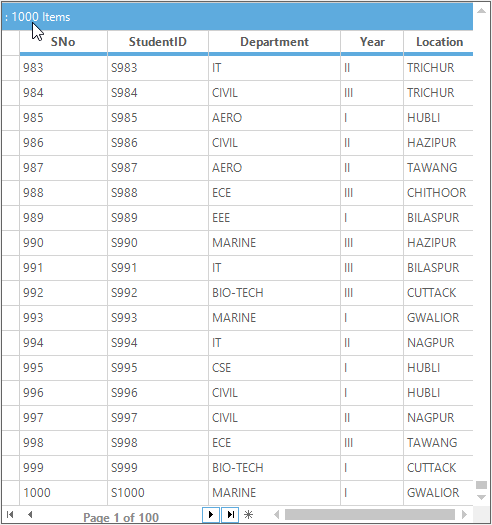 : 1000 Items
SNo StudentID Department Year Location
983 S983 IT II TRICHUR
984 S984 CIVIL III TRICHUR
985 S985 AERO I HUBLI
986 S986 CIVIL II HAZIPUR
987 S987 AERO II TAWANG
988 S988 ECE III CHITHOOR
989 S989 EEE I BILASPUR
990 S990 MARINE III HAZIPUR
991 S991 IT III BILASPUR
992 S992 BIO-TECH III CUTTACK
993 S993 MARINE I GWALIOR
994 S994 IT II NAGPUR
995 S995 CSE I HUBLI
996 S996 CIVIL I HUBLI
997 S997 CIVIL II NAGPUR
998 S998 ECE III TAWANG
999 S999 BIO-TECH I CUTTACK
1000 S1000 MARINE I GWALIOR
Page 1 of 100